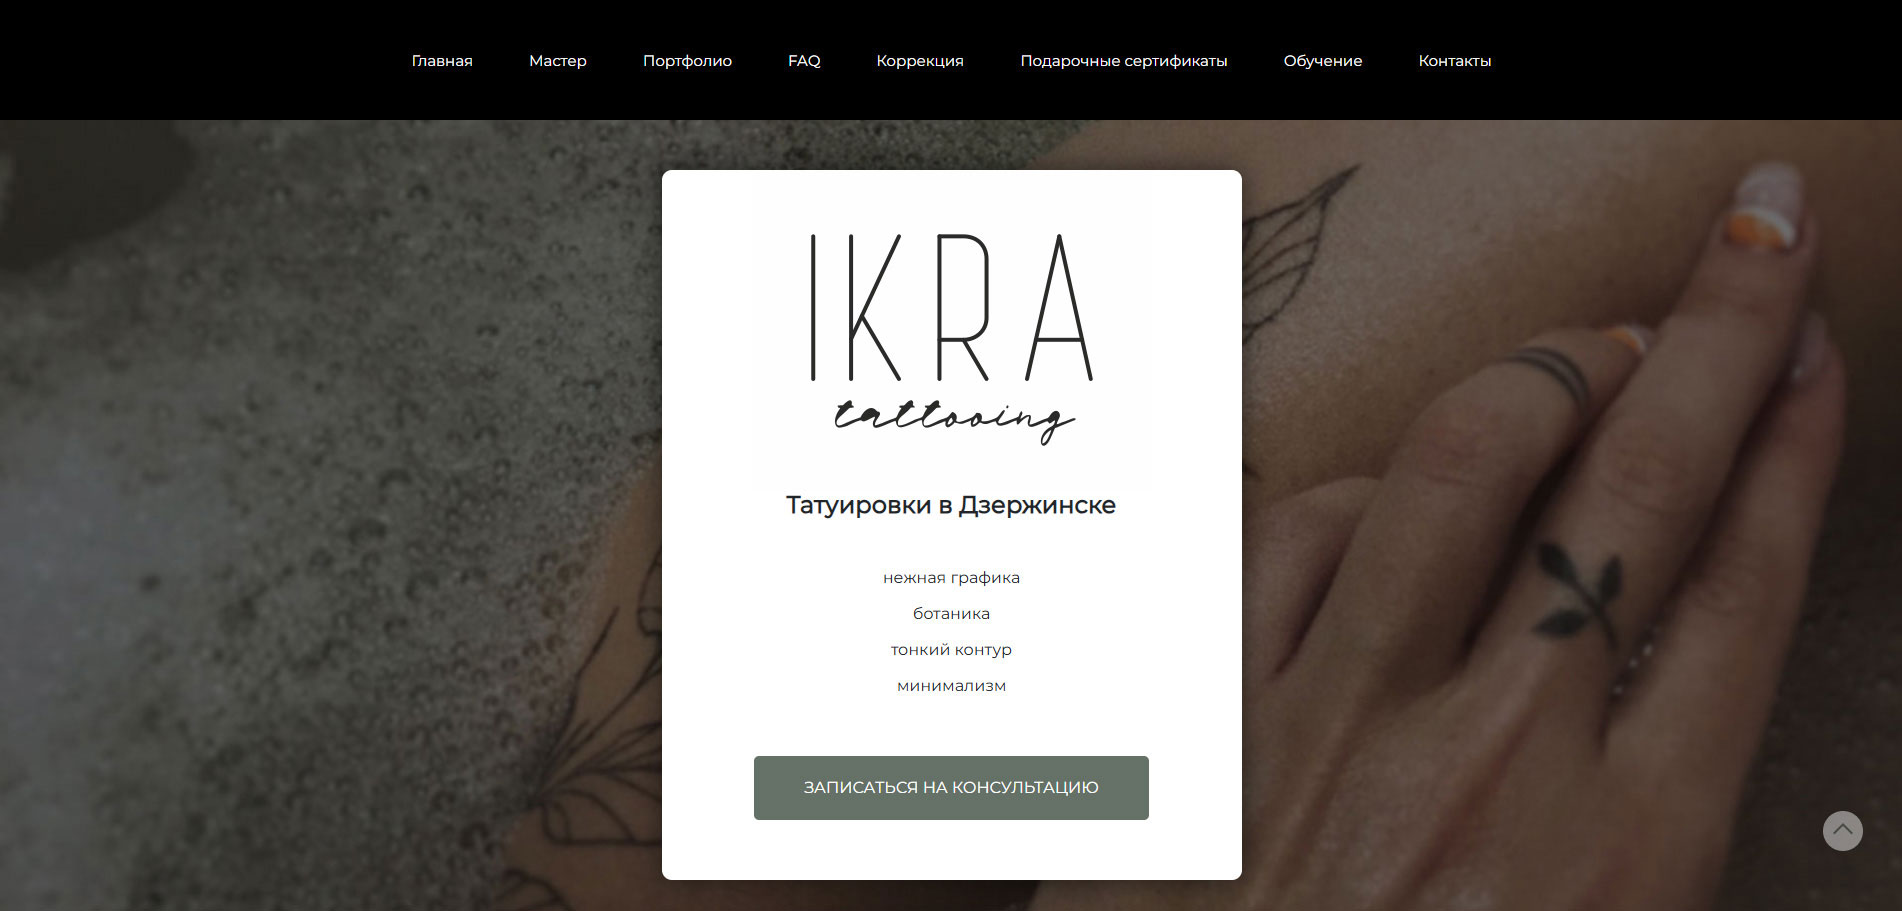 Главная Мастер Портфолио FAQ Коррекция Подарочные сертификаты Обучение Контакты
IKRA
tattooing
Татуировки в Дзержинске
нежная графика
ботаника
тонкий контур
минимализм
ЗАПИСАТЬСЯ НА КОНСУЛЬТАЦИЮ